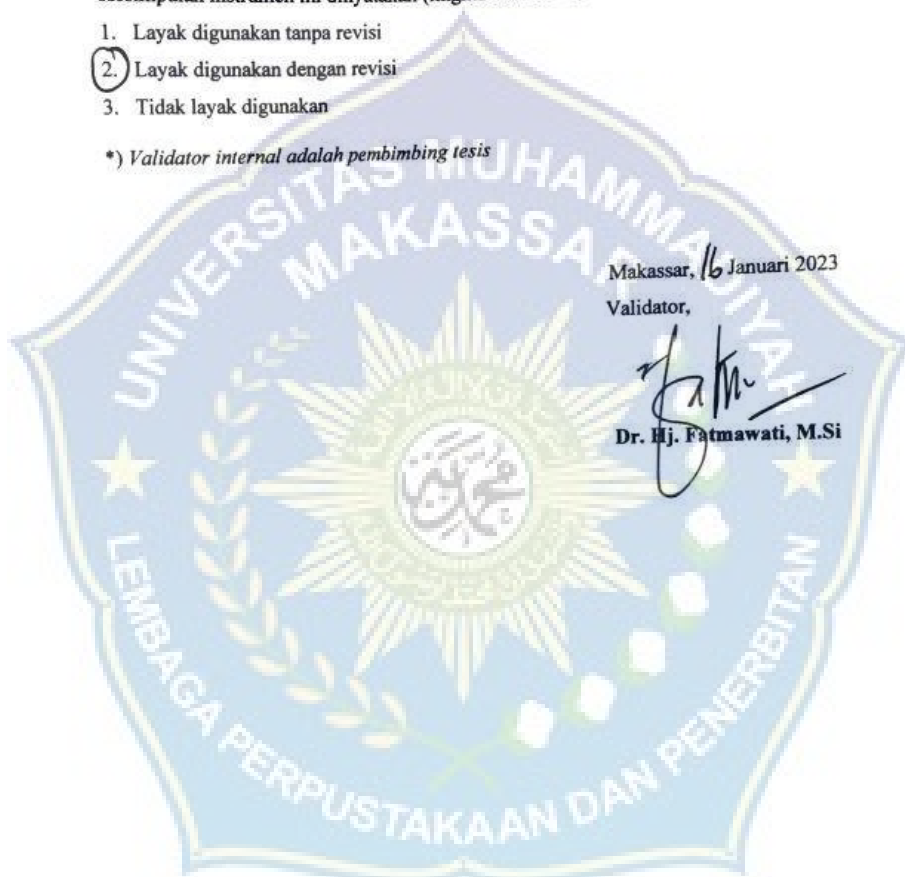 1. Layak digunakan tanpa revisi
2. Layak digunakan dengan revisi
3. Tidak layak digunakan
*) Validator internal adalah pembimbing tesis
UNIVERSITAS MUHAMMADIYAH
MAKASSAR
Makassar, 16 Januari 2023
Validator,
Dr. Hj. Fatmawati, M.Si
LEMBAGA PERPUSTAKAAN DAN PENERBITAN